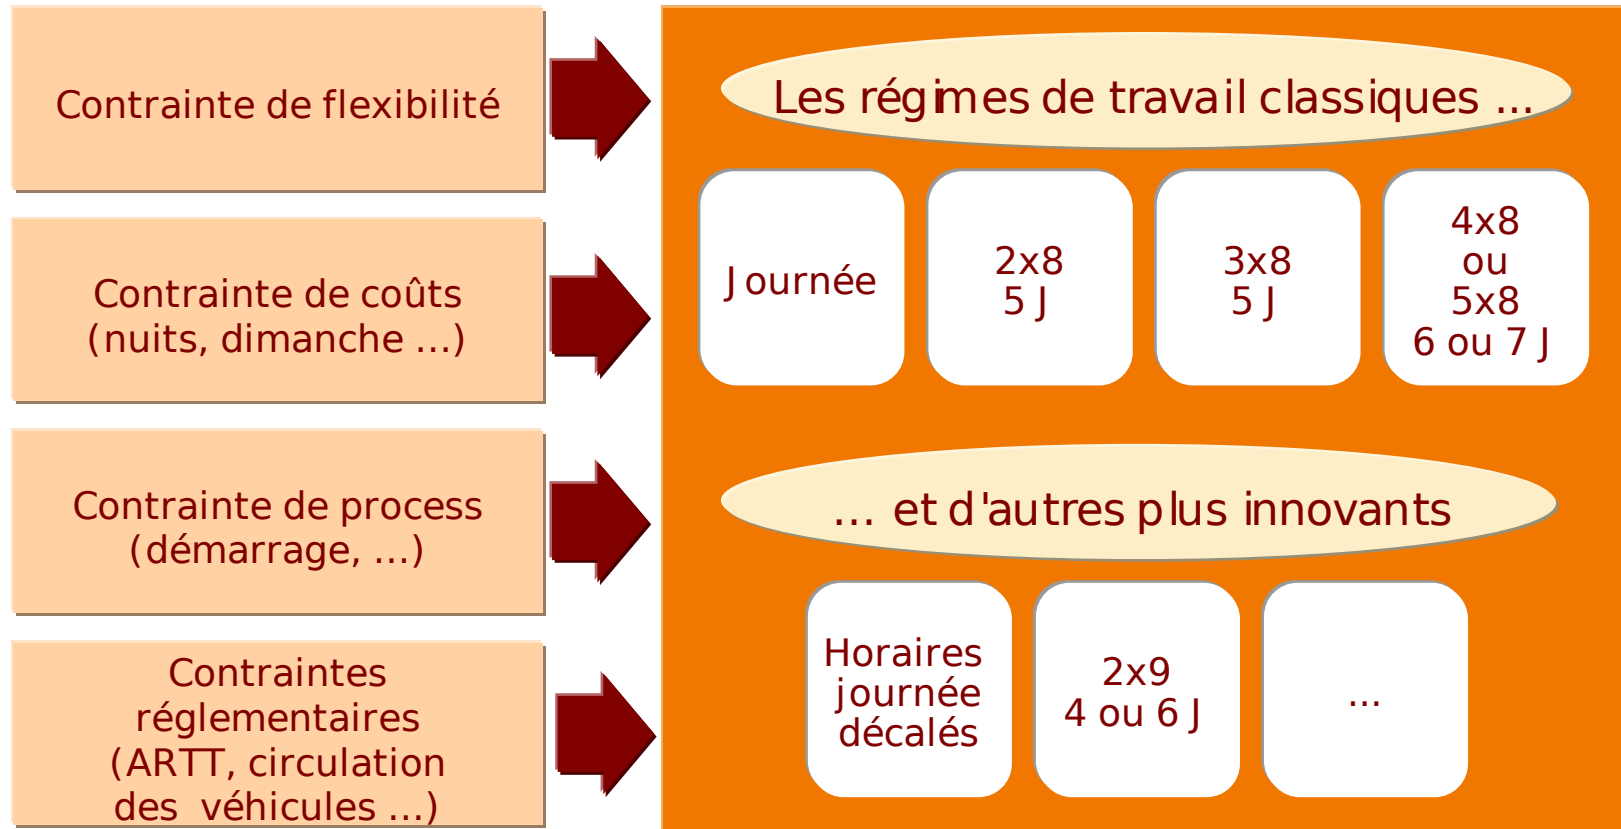 Contrainte de flexibilité
Contrainte de coûts
(nuits, dimanche ...)
Contrainte de process
(démarrage, ...)
Contraintes
réglementaires
(ARTT, circulation
des véhicules ...)
Les régimes de travail classiques ...
Journée
2x8
5 J
3x8
5 J
4x8
ou
5x8
6 ou 7 J
... et d'autres plus innovants
Horaires
journée
décalés
2x9
4 ou 6 J
...